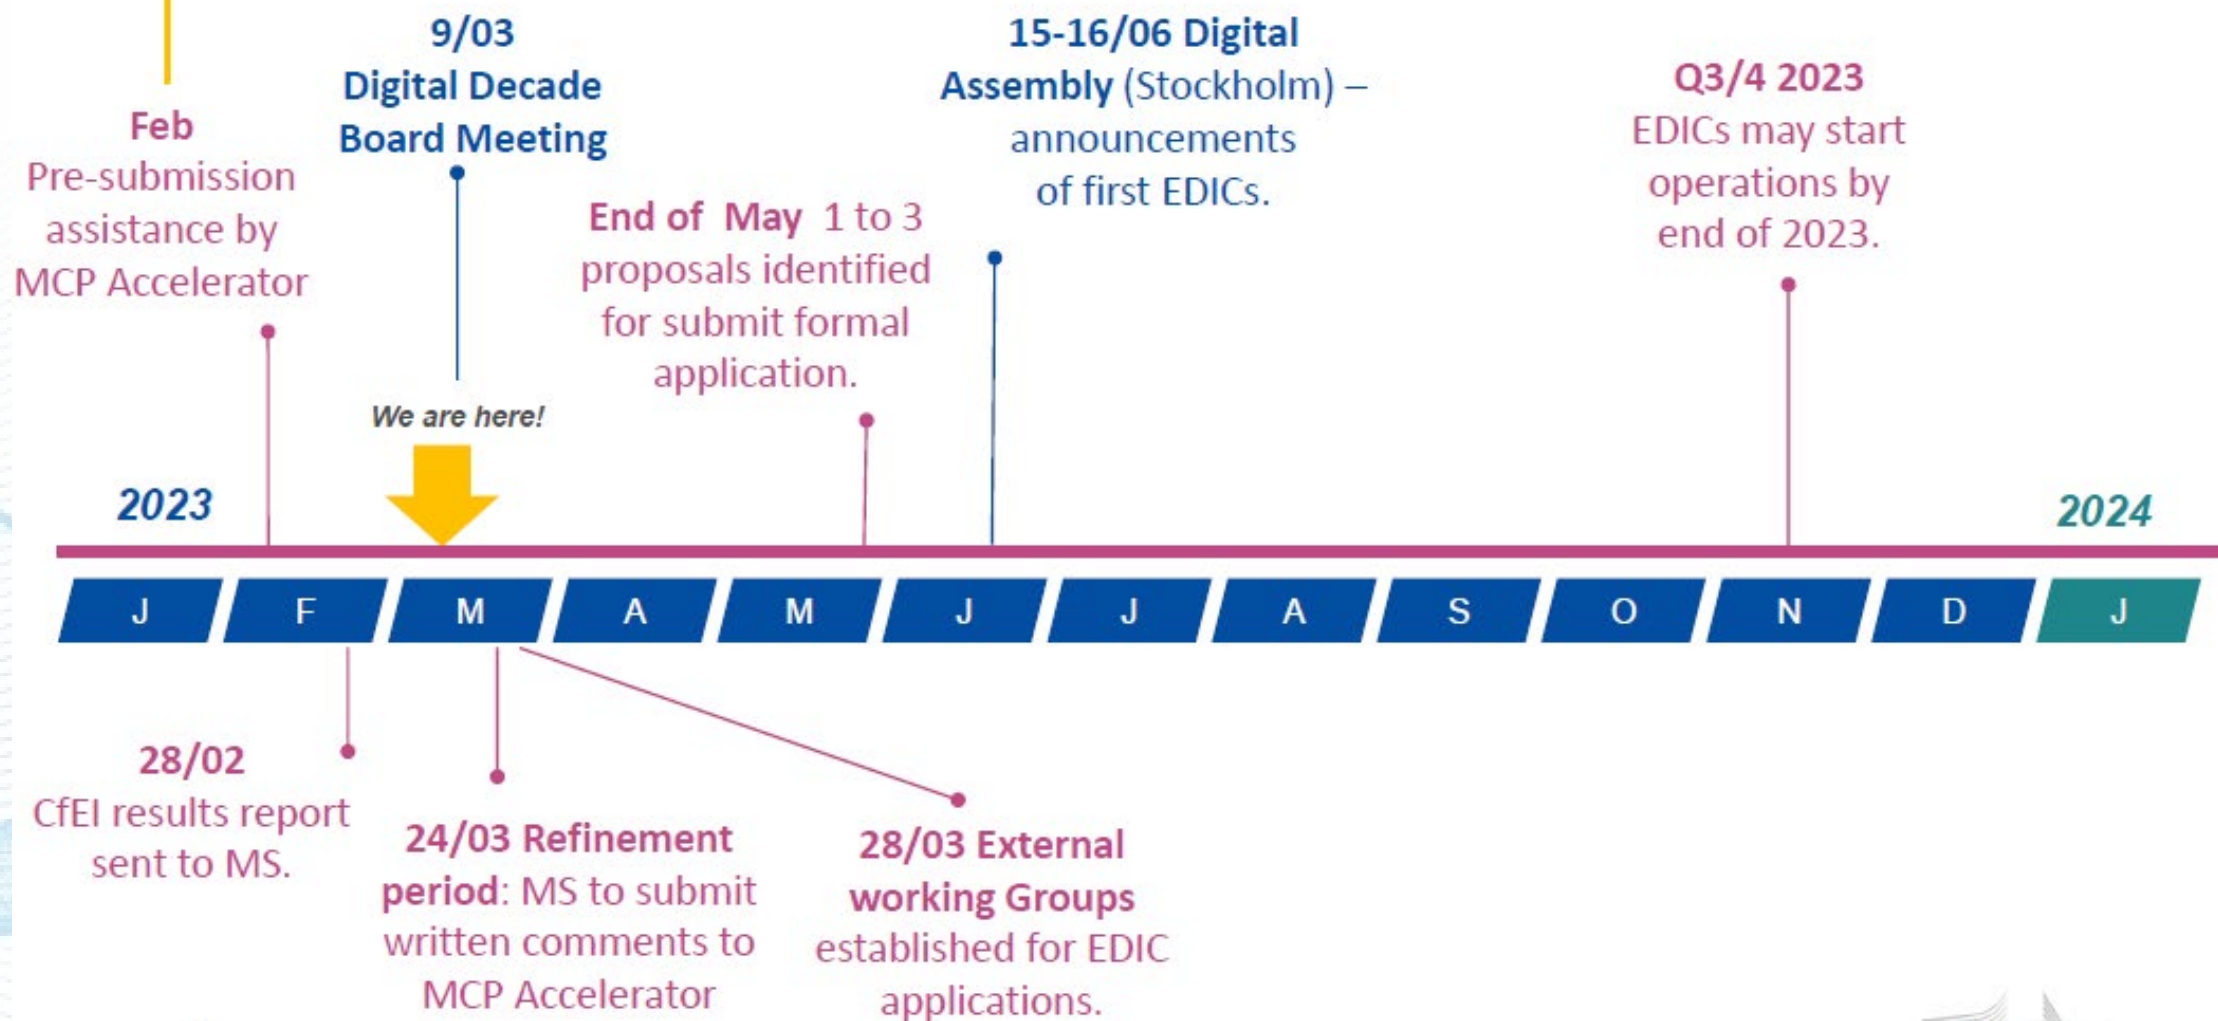 Feb
Pre-submission
assistance by
MCP Accelerator
9/03
Digital Decade
Board Meeting
We are here!
End of  May  1 to 3
proposals identified
for submit formal
application.
15-16/06 Digital
Assembly (Stockholm) –
announcements
of first EDICs.
Q3/4 2023
EDICs may start
operations by
end of 2023.
2023
2024
J F M A M J J A S O N D J
28/02
CfEI results report
sent to MS.
24/03 Refinement
period: MS to submit
written comments to
MCP Accelerator
28/03 External
working Groups
established for EDIC
applications.